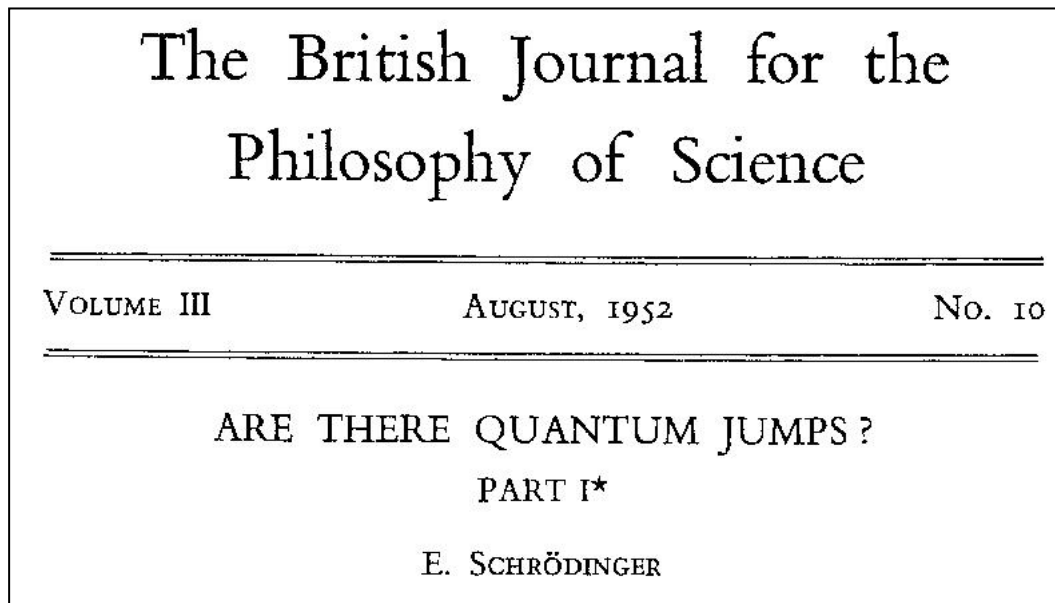 The British Journal for the
Philosophy of Science
VOLUME III AUGUST, 1952 No. 10
ARE THERE QUANTUM JUMPS?
PART I*
E. SCHRÖDINGER